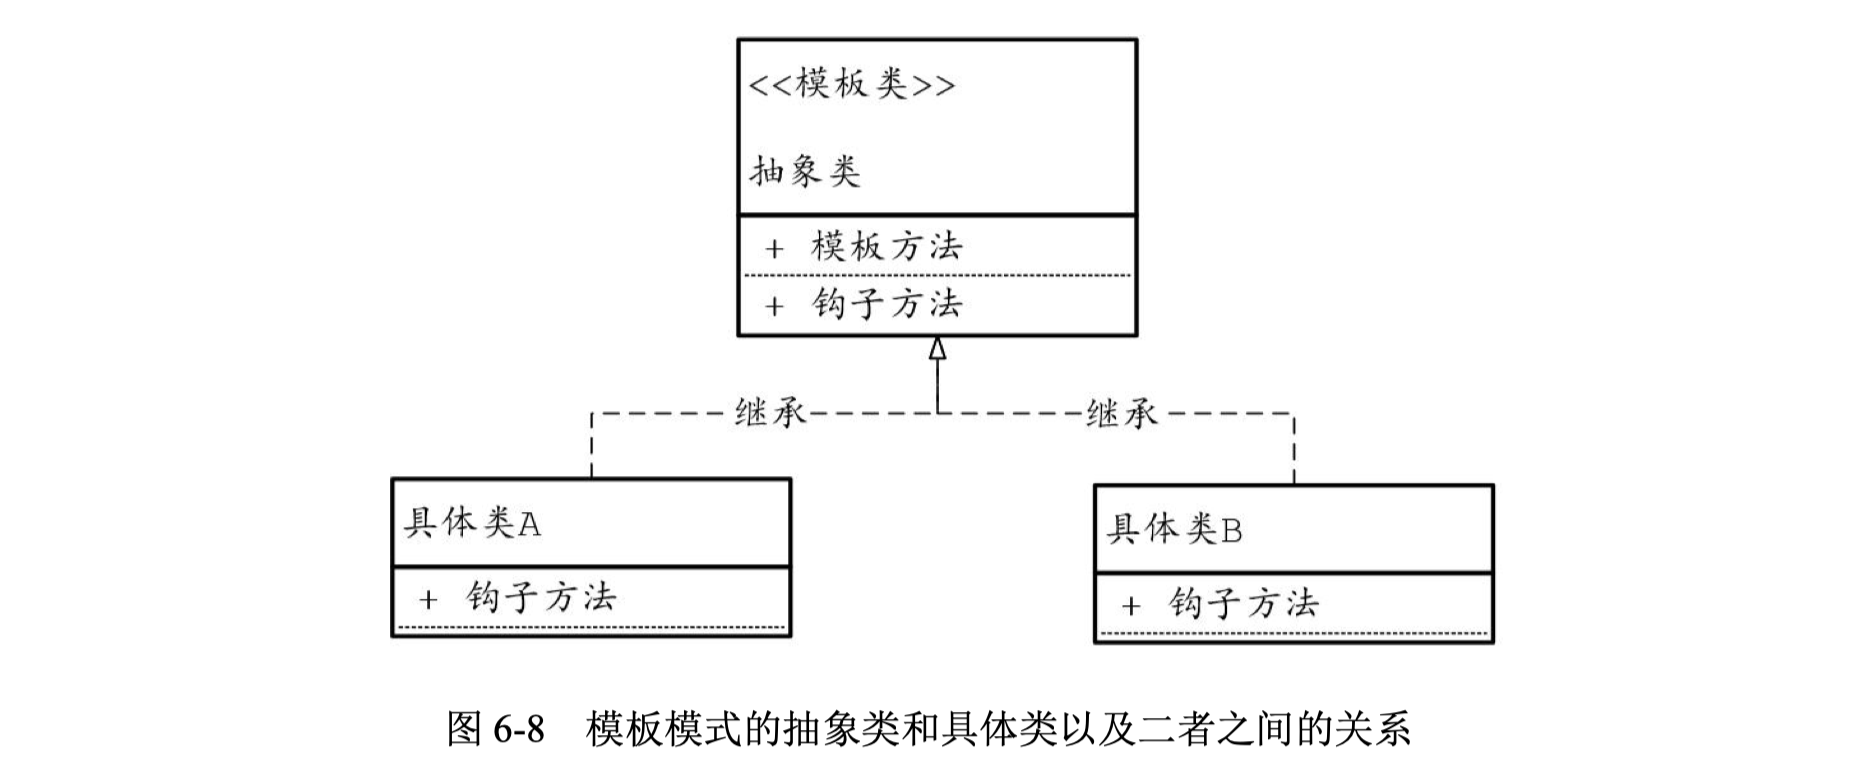 <<模板类>>
抽象类
+ 模板方法
+ 钩子方法
继承 继承
具体类A
+ 钩子方法
具体类B
+ 钩子方法
图 6-8 模板模式的抽象类和具体类以及二者之间的关系